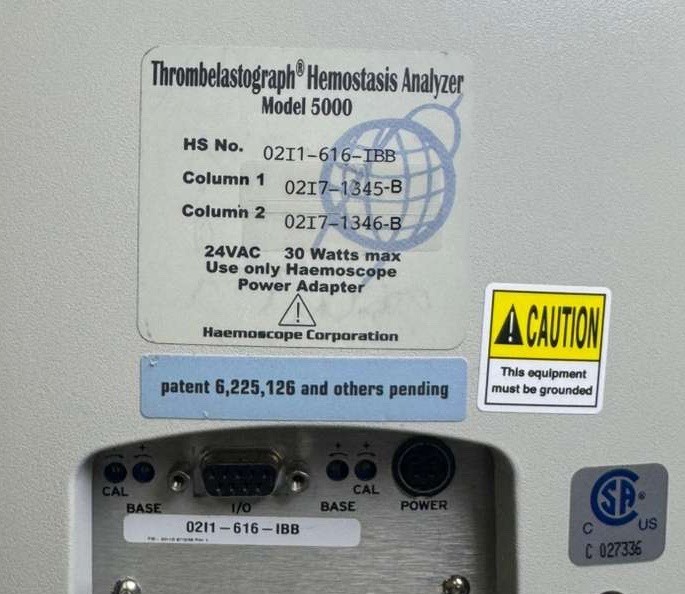 Thrombelastograph® Hemostasis Analyzer
Model 5000
HS No. 02I1-616-IBB
Column 1 02I7-1345-B
Column 2 02I7-1346-B
24VAC 30 Watts max
Use only Haemoscope
Power Adapter
Haemoscope Corporation
patent 6,225,126 and others pending
CAUTION
This equipment
must be grounded
- + + +
CAL BASE I/O BASE CAL POWER
02I1-616-IBB
CSA®
C US
C 027336